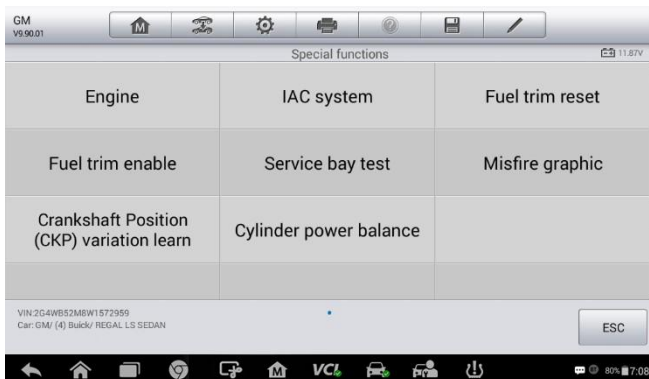 GM
V9.90.01
M
Special functions
11.87V
Engine
IAC system
Fuel trim reset
Fuel trim enable
Service bay test
Misfire graphic
Crankshaft Position
(CKP) variation learn
Cylinder power balance
VIN:2G4WB52M8W1572959
Car: GM/ (4) Buick/ REGAL LS SEDAN
ESC
M
VCI
80%
7:08